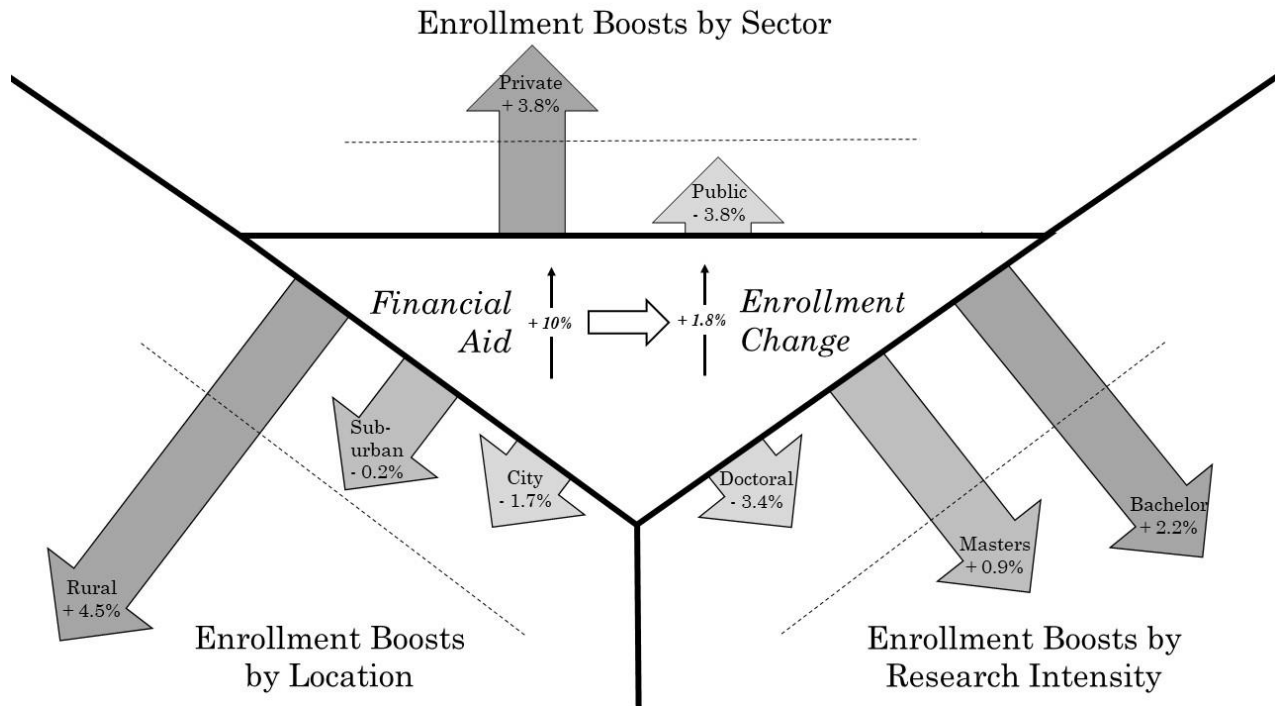 Enrollment Boosts by Sector
Private
+ 3.8%
Public
- 3.8%
Financial
Aid
+ 10%
+ 1.8%
Enrollment
Change
Sub-
urban
- 0.2%
City
- 1.7%
Rural
+ 4.5%
Enrollment Boosts
by Location
Doctoral
- 3.4%
Masters
+ 0.9%
Bachelor
+ 2.2%
Enrollment Boosts by
Research Intensity